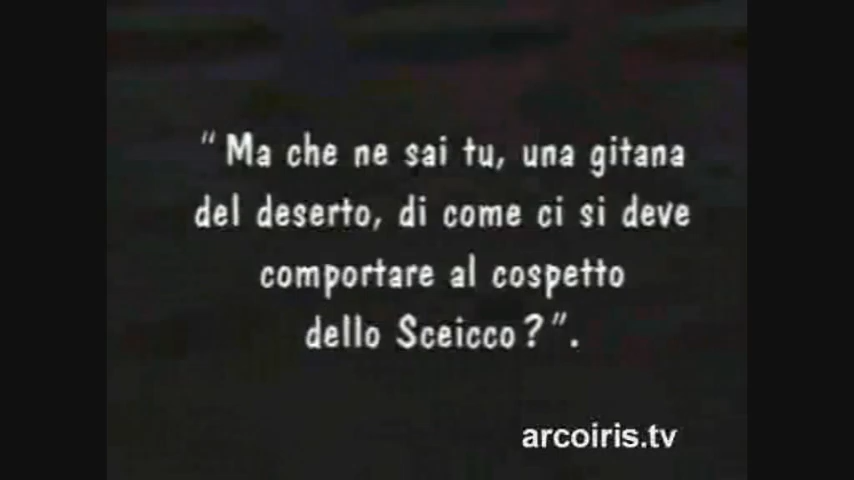 “Ma che ne sai tu, una gitana
del deserto, di come ci si deve
comportare al cospetto
dello Sceicco?”.
arcoiris.tv